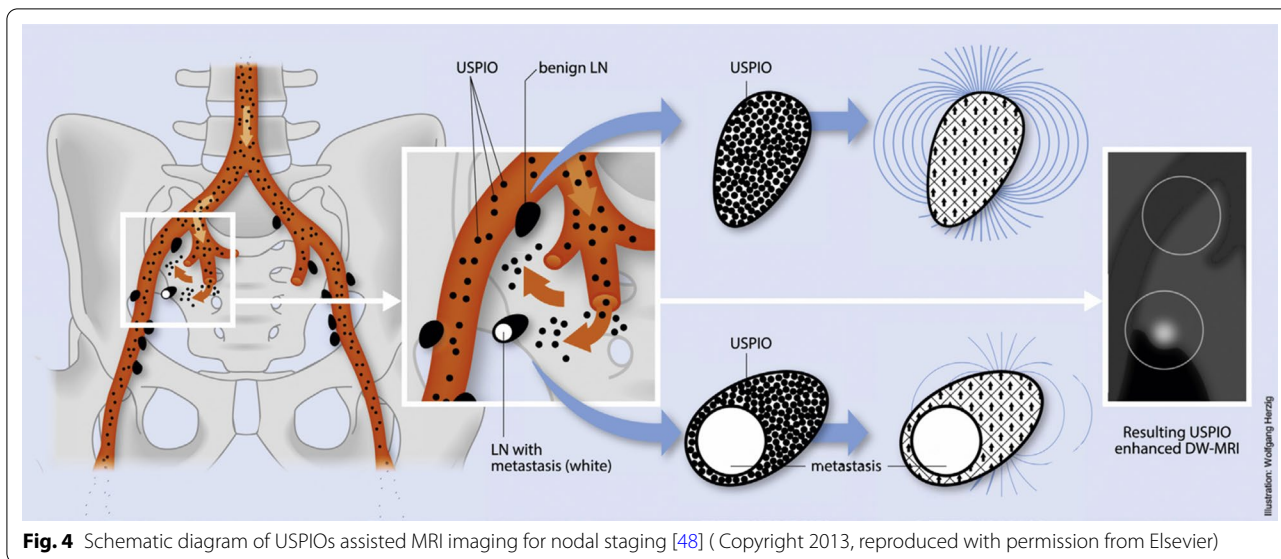 USPIO
benign LN
USPIO
USPIO
LN with
metastasis (white)
metastasis
Resulting USPIO
enhanced DW-MRI
Illustration: Wolfgang Herzig
Fig. 4 Schematic diagram of USPIOs assisted MRI imaging for nodal staging [48] ( Copyright 2013, reproduced with permission from Elsevier)